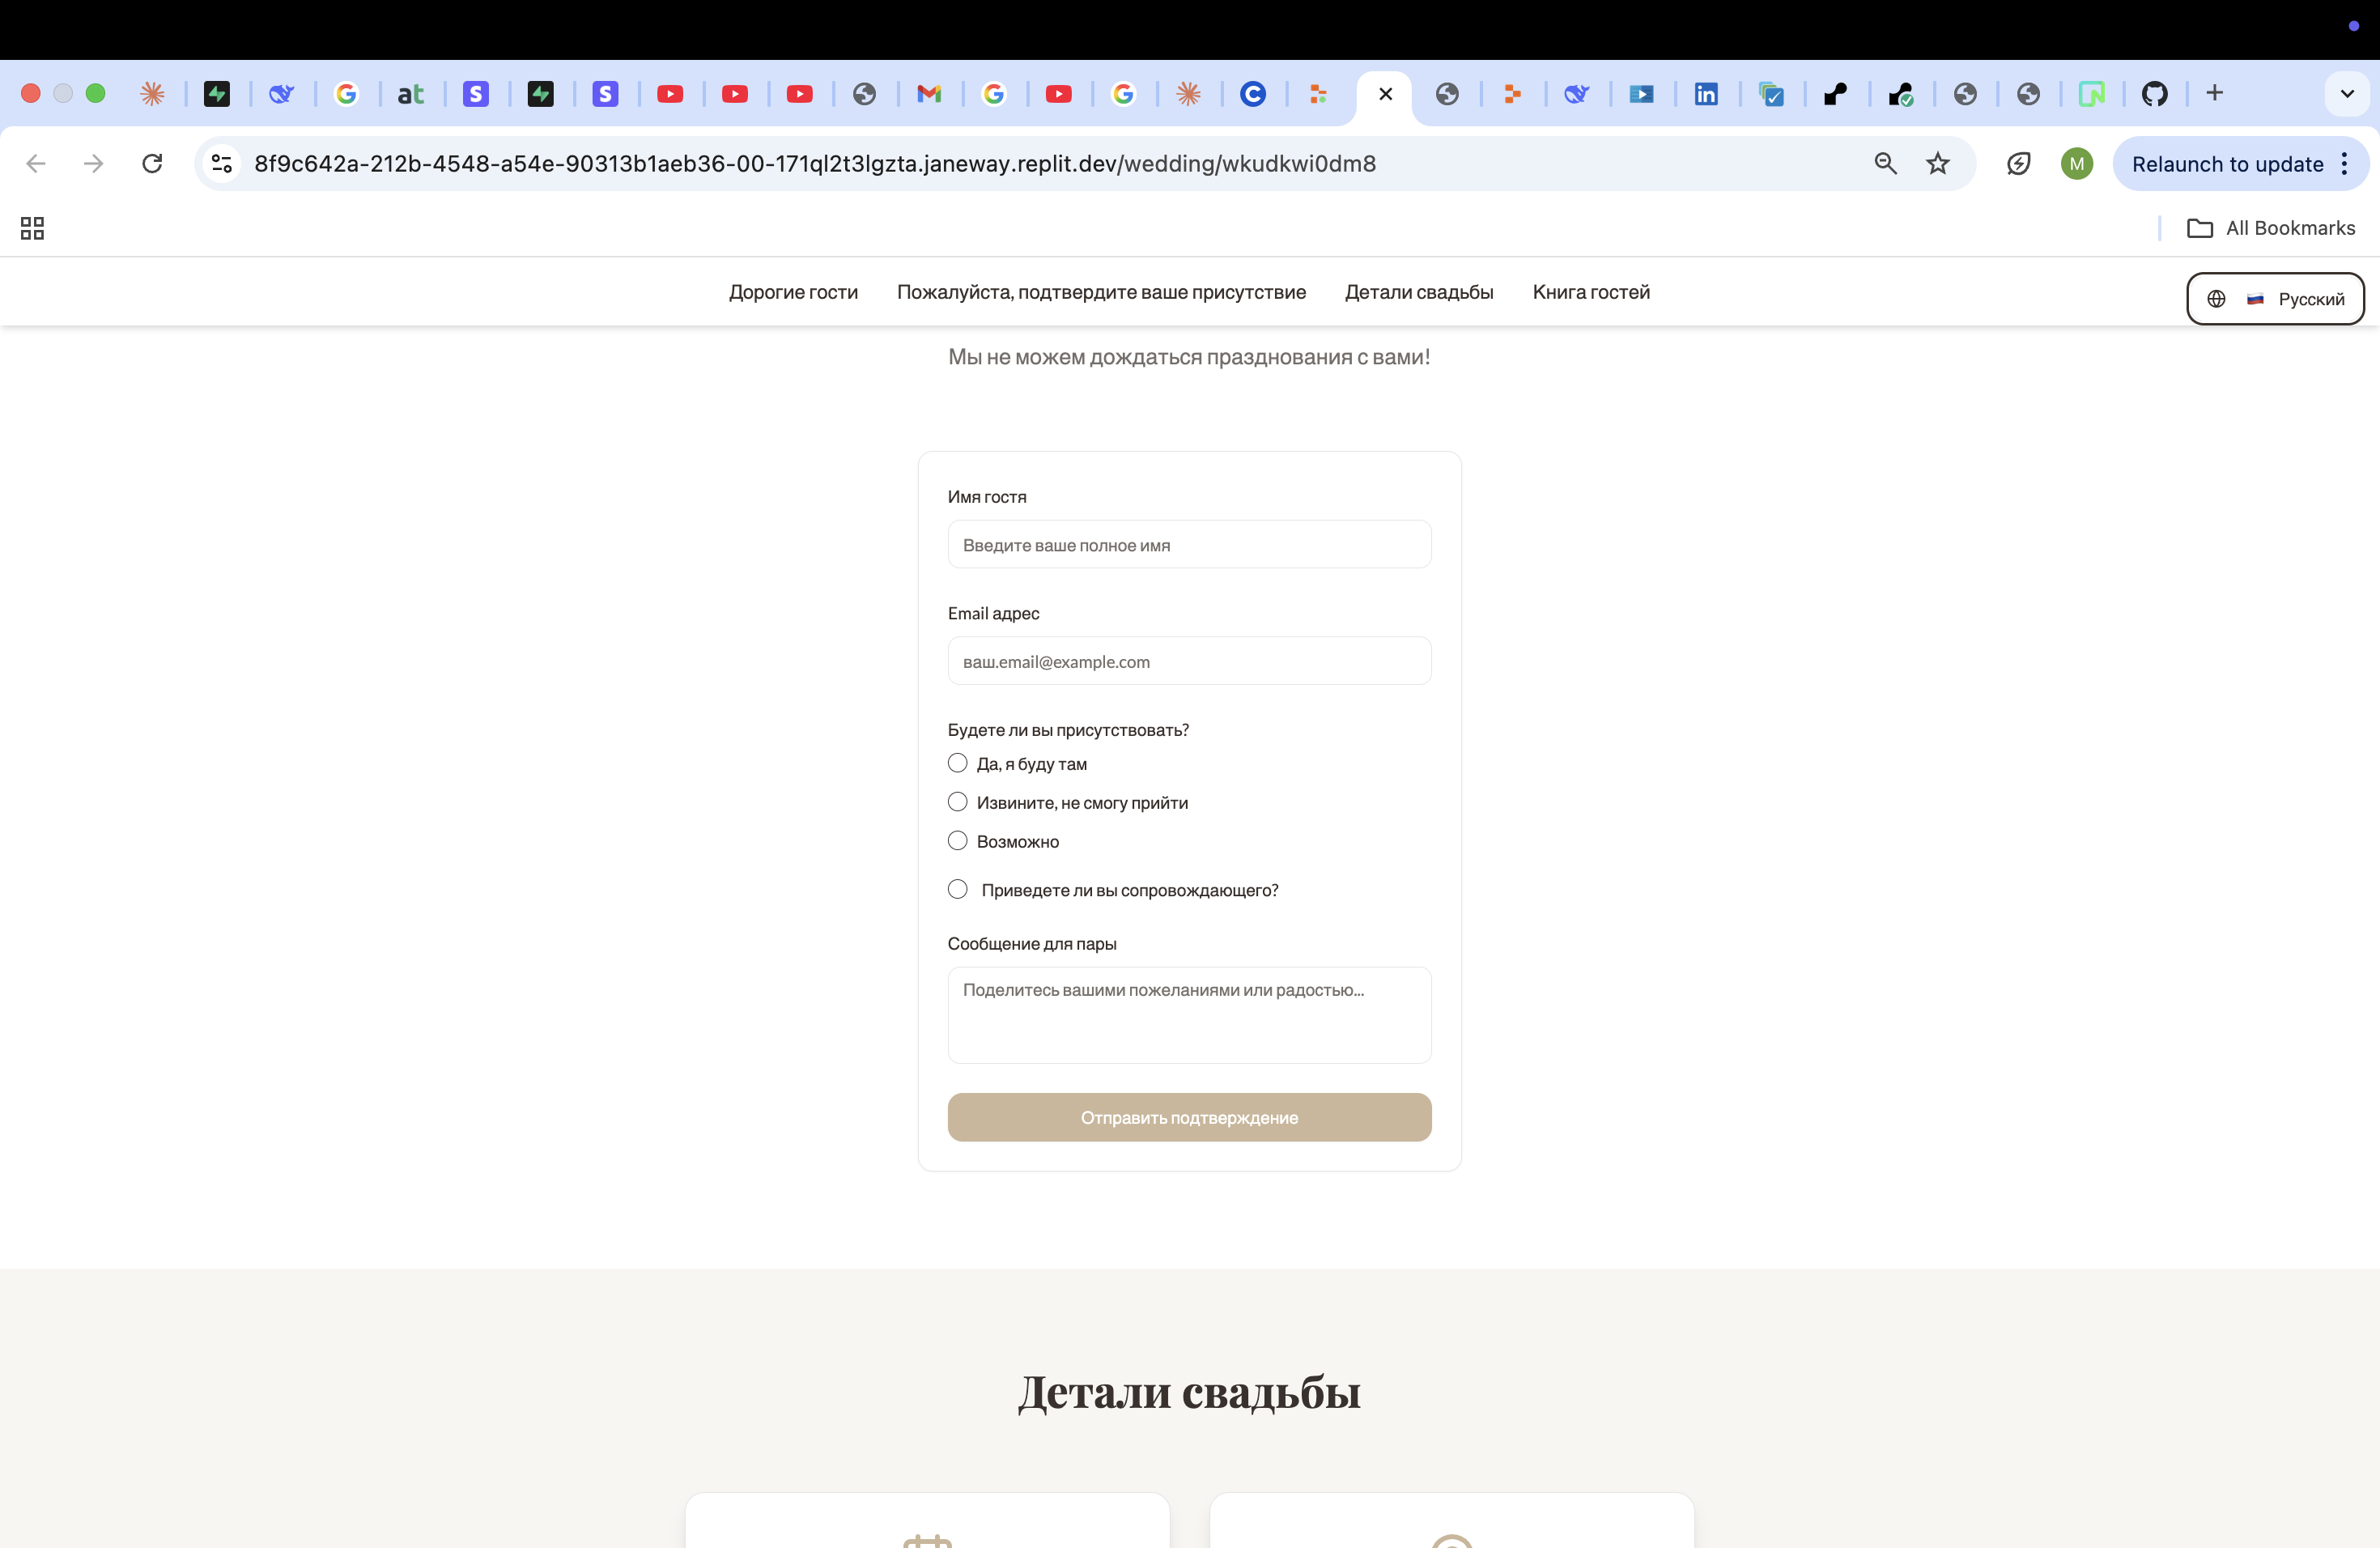 at
S
S
C
in
8f9c642a-212b-4548-a54e-90313b1aeb36-00-171ql2t3lgzta.janeway.replit.dev/wedding/wkudkwi0dm8
M
Relaunch to update
All Bookmarks
Дорогие гости
Пожалуйста, подтвердите ваше присутствие
Детали свадьбы
Книга гостей
Русский
Мы не можем дождаться празднования с вами!
Имя гостя
Введите ваше полное имя
Email адрес
ваш.email@example.com
Будете ли вы присутствовать?
Да, я буду там
Извините, не смогу прийти
Возможно
Приведете ли вы сопровождающего?
Сообщение для пары
Поделитесь вашими пожеланиями или радостью...
Отправить подтверждение
Детали свадьбы